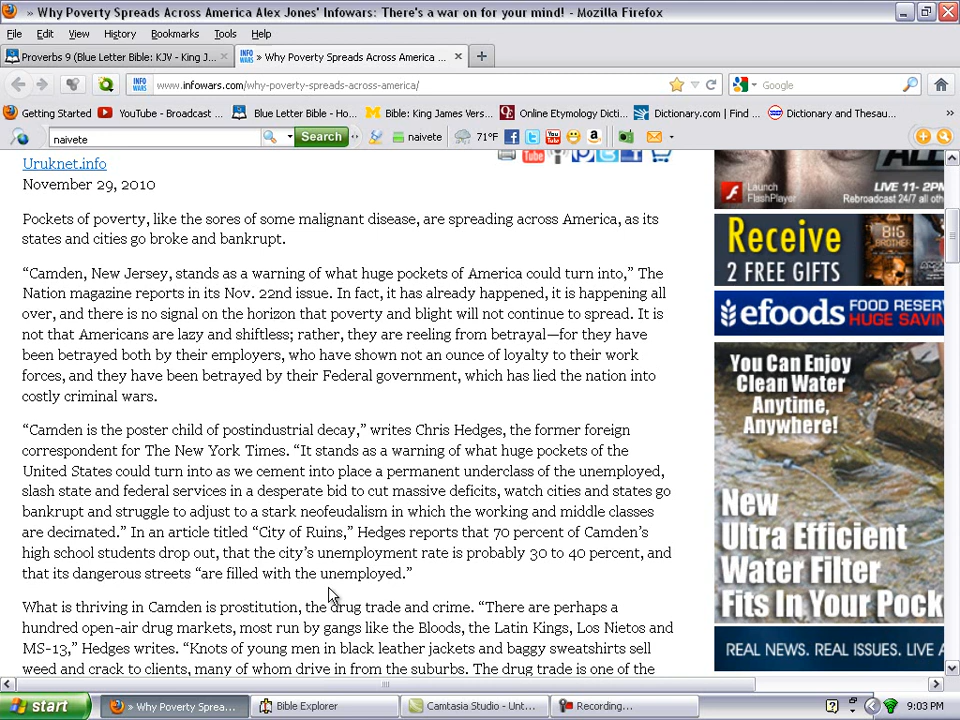 » Why Poverty Spreads Across America Alex Jones' Infowars: There's a war on for your mind! - Mozilla Firefox
File Edit View History Bookmarks Tools Help
Proverbs 9 (Blue Letter Bible: KJV - King J...
INFO WARS » Why Poverty Spreads Across America ...
INFO WARS www.infowars.com/why-poverty-spreads-across-america/
Google
Getting Started YouTube - Broadcast ... Blue Letter Bible - Ho... Bible: King James Vers... Online Etymology Dicti... Dictionary.com | Find ... Dictionary and Thesau...
naivete Search naivete 71°F
Uruknet.info
November 29, 2010
Pockets of poverty, like the sores of some malignant disease, are spreading across America, as its
states and cities go broke and bankrupt.
“Camden, New Jersey, stands as a warning of what huge pockets of America could turn into,” The
Nation magazine reports in its Nov. 22nd issue. In fact, it has already happened, it is happening all
over, and there is no signal on the horizon that poverty and blight will not continue to spread. It is
not that Americans are lazy and shiftless; rather, they are reeling from betrayal—for they have
been betrayed both by their employers, who have shown not an ounce of loyalty to their work
forces, and they have been betrayed by their Federal government, which has lied the nation into
costly criminal wars.
“Camden is the poster child of postindustrial decay,” writes Chris Hedges, the former foreign
correspondent for The New York Times. “It stands as a warning of what huge pockets of the
United States could turn into as we cement into place a permanent underclass of the unemployed,
slash state and federal services in a desperate bid to cut massive deficits, watch cities and states go
bankrupt and struggle to adjust to a stark neofeudalism in which the working and middle classes
are decimated.” In an article titled “City of Ruins,” Hedges reports that 70 percent of Camden’s
high school students drop out, that the city’s unemployment rate is probably 30 to 40 percent, and
that its dangerous streets “are filled with the unemployed.”
What is thriving in Camden is prostitution, the drug trade and crime. “There are perhaps a
hundred open-air drug markets, most run by gangs like the Bloods, the Latin Kings, Los Nietos and
MS-13,” Hedges writes. “Knots of young men in black leather jackets and baggy sweatshirts sell
weed and crack to clients, many of whom drive in from the suburbs. The drug trade is one of the
Launch
FlashPlayer
LIVE 11- 2PM
Rebroadcast 24/7 all oth
Receive
2 FREE GIFTS
BIG
BROTHER
efoods FOOD RESER
HUGE SAVIN
You Can Enjoy
Clean Water
Anytime,
Anywhere!
New
Ultra Efficient
Water Filter
Fits In Your Pock
REAL NEWS. REAL ISSUES. LIVE A
start » Why Poverty Sprea... Bible Explorer Camtasia Studio - Unt... Recording... 9:03 PM